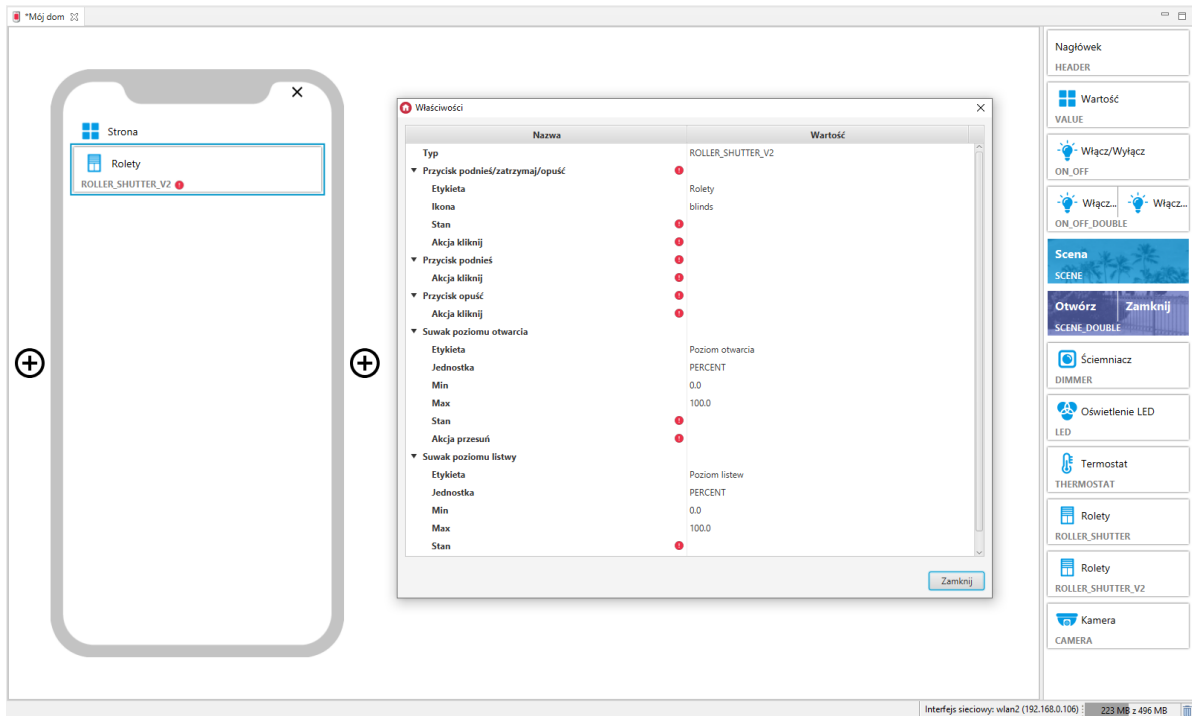 *Mój dom
Strona
Rolety
ROLLER_SHUTTER_V2
Właściwości
Nazwa Wartość
Typ ROLLER_SHUTTER_V2
Przycisk podnieś/zatrzymaj/opuść
Etykieta Rolety
Ikona blinds
Stan
Akcja kliknij
Przycisk podnieś
Akcja kliknij
Przycisk opuść
Akcja kliknij
Suwak poziomu otwarcia
Etykieta Poziom otwarcia
Jednostka PERCENT
Min 0.0
Max 100.0
Stan
Akcja przesuń
Suwak poziomu listwy
Etykieta Poziom listew
Jednostka PERCENT
Min 0.0
Max 100.0
Stan
Zamknij
Nagłówek
HEADER
Wartość
VALUE
Włącz/Wyłącz
ON_OFF
Włącz... Włącz...
ON_OFF_DOUBLE
Scena
SCENE
Otwórz Zamknij
SCENE_DOUBLE
Ściemniacz
DIMMER
Oświetlenie LED
LED
Termostat
THERMOSTAT
Rolety
ROLLER_SHUTTER
Rolety
ROLLER_SHUTTER_V2
Kamera
CAMERA
Interfejs sieciowy: wlan2 (192.168.0.106) 223 MB z 496 MB